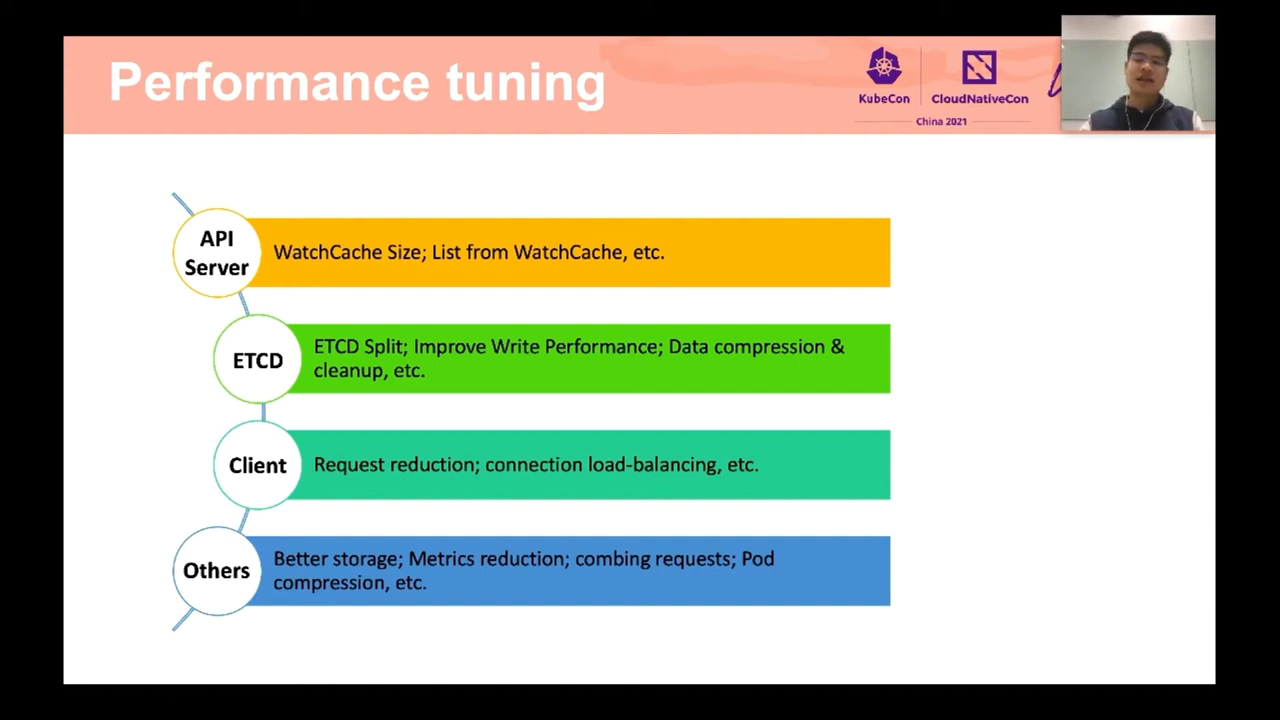 Performance tuning
KubeCon
CloudNativeCon
China 2021
API
Server
WatchCache Size; List from WatchCache, etc.
ETCD
ETCD Split; Improve Write Performance; Data compression &
cleanup, etc.
Client
Request reduction; connection load-balancing, etc.
Others
Better storage; Metrics reduction; combing requests; Pod
compression, etc.